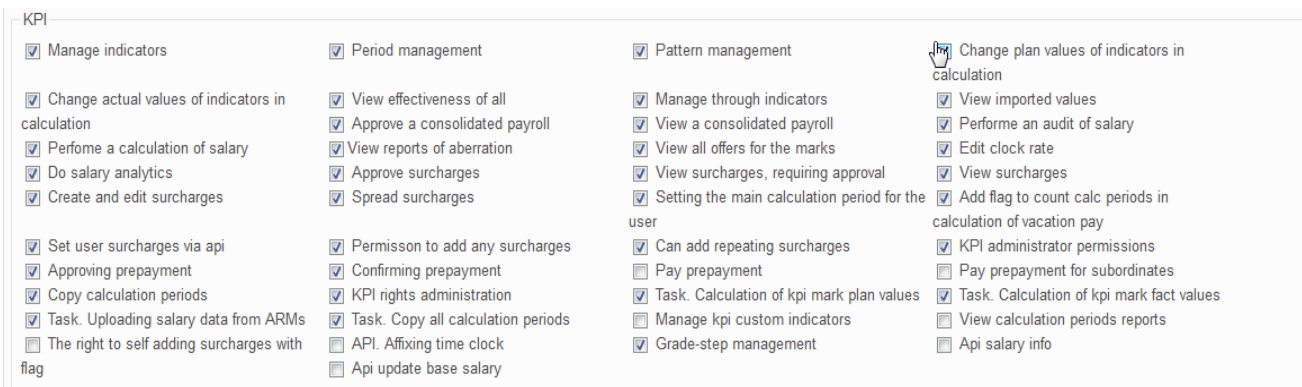 KPI
Manage indicators Period management Pattern management Change plan values of indicators in
calculation
Change actual values of indicators in View effectiveness of all Manage through indicators View imported values
calculation Approve a consolidated payroll View a consolidated payroll Performe an audit of salary
Perfome a calculation of salary View reports of aberration View all offers for the marks Edit clock rate
Do salary analytics Approve surcharges View surcharges, requiring approval View surcharges
Create and edit surcharges Spread surcharges Setting the main calculation period for the Add flag to count calc periods in
user calculation of vacation pay
Set user surcharges via api Permisson to add any surcharges Can add repeating surcharges KPI administrator permissions
Approving prepayment Confirming prepayment Pay prepayment Pay prepayment for subordinates
Copy calculation periods KPI rights administration Task. Calculation of kpi mark plan values Task. Calculation of kpi mark fact values
Task. Uploading salary data from ARMs Task. Copy all calculation periods Manage kpi custom indicators View calculation periods reports
The right to self adding surcharges with API. Affixing time clock Grade-step management Api salary info
flag Api update base salary